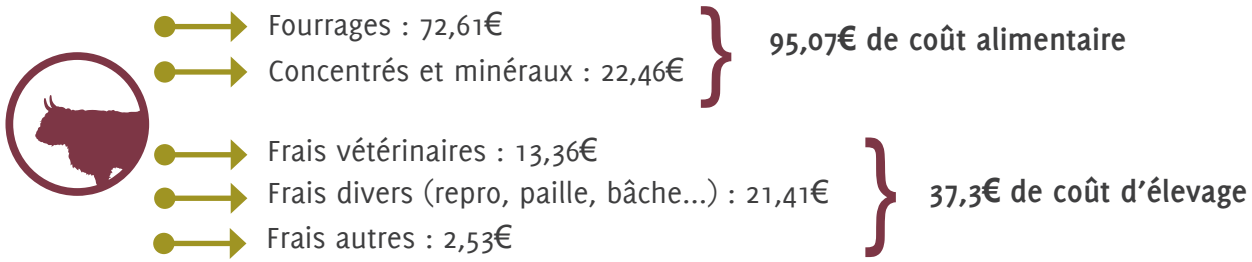 Fourrages : 72,61€
Concentrés et minéraux : 22,46€
95,07€ de coût alimentaire
Frais vétérinaires : 13,36€
Frais divers (repro, paille, bâche...) : 21,41€
Frais autres : 2,53€
37,3€ de coût d'élevage